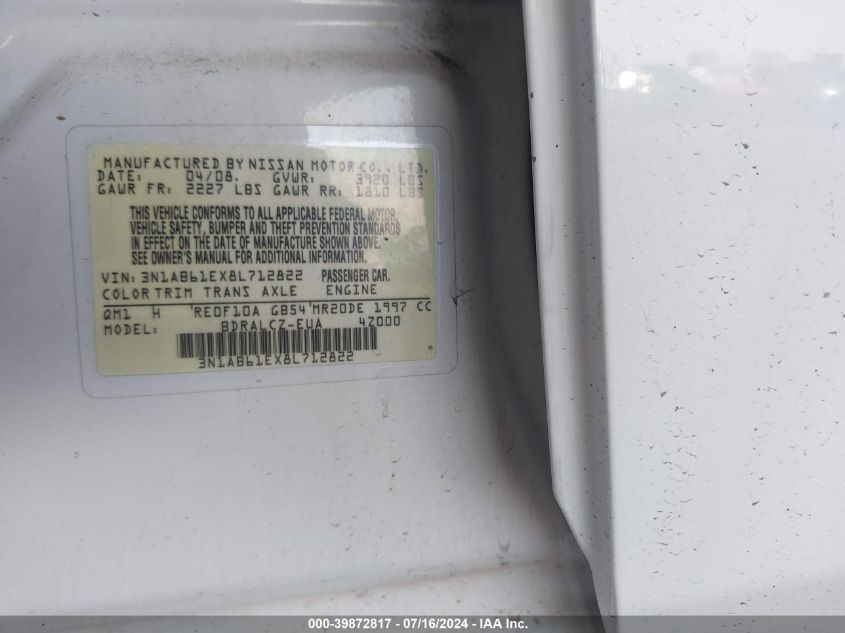 MANUFACTURED BY NISSAN MOTOR CO., LTD.
DATE: 04/08. GVWR: 3920 LBS
GAWR FR: 2227 LBS GAWR RR: 1810 LBS
THIS VEHICLE CONFORMS TO ALL APPLICABLE FEDERAL MOTOR
VEHICLE SAFETY, BUMPER AND THEFT PREVENTION STANDARDS
IN EFFECT ON THE DATE OF MANUFACTURE SHOWN ABOVE.
SEE OWNER'S MANUAL FOR ADDITIONAL INFORMATION.
VIN: 3N1AB61EX8L712822 PASSENGER CAR.
COLOR TRIM TRANS AXLE ENGINE
QM1 H 'RE0F10A GB54'MR20DE 1997 CC
MODEL: BDRALCZ-EUA 4Z000
3N1AB61EX8L712822
000-39872817 - 07/16/2024 - IAA Inc.